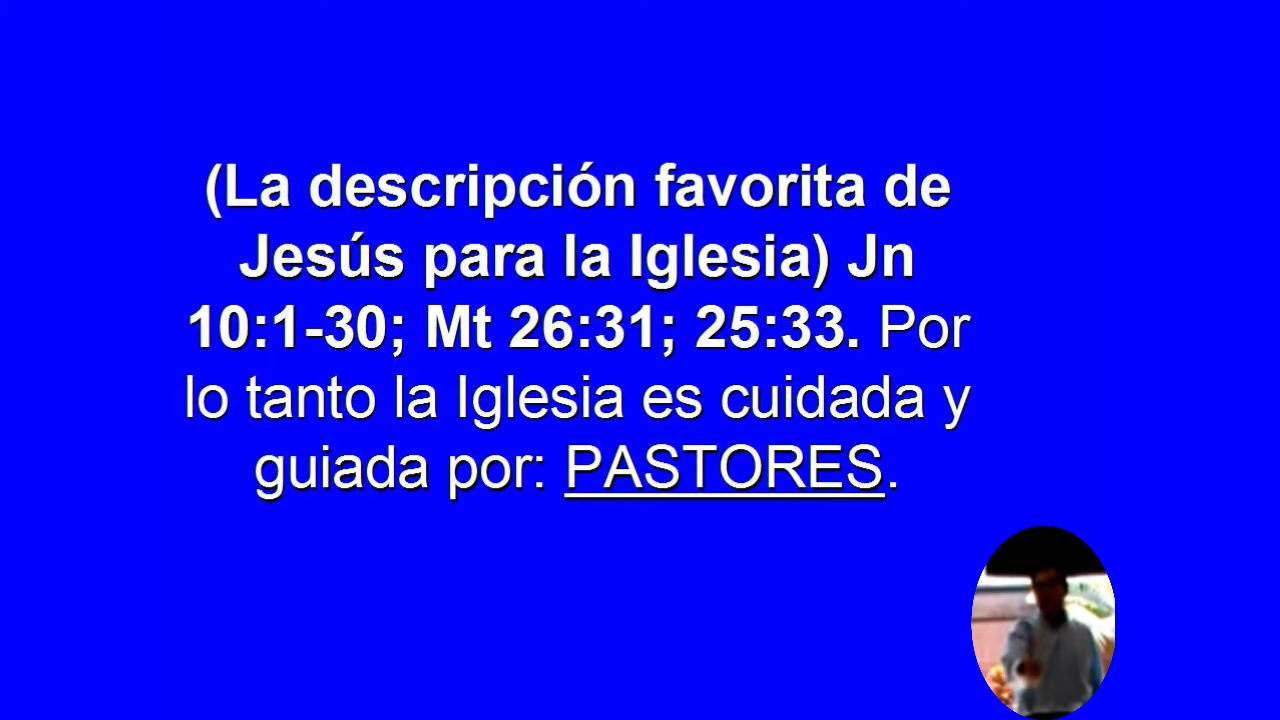 (La descripción favorita de
Jesús para la Iglesia) Jn
10:1-30; Mt 26:31; 25:33. Por
lo tanto la Iglesia es cuidada y
guiada por: PASTORES.